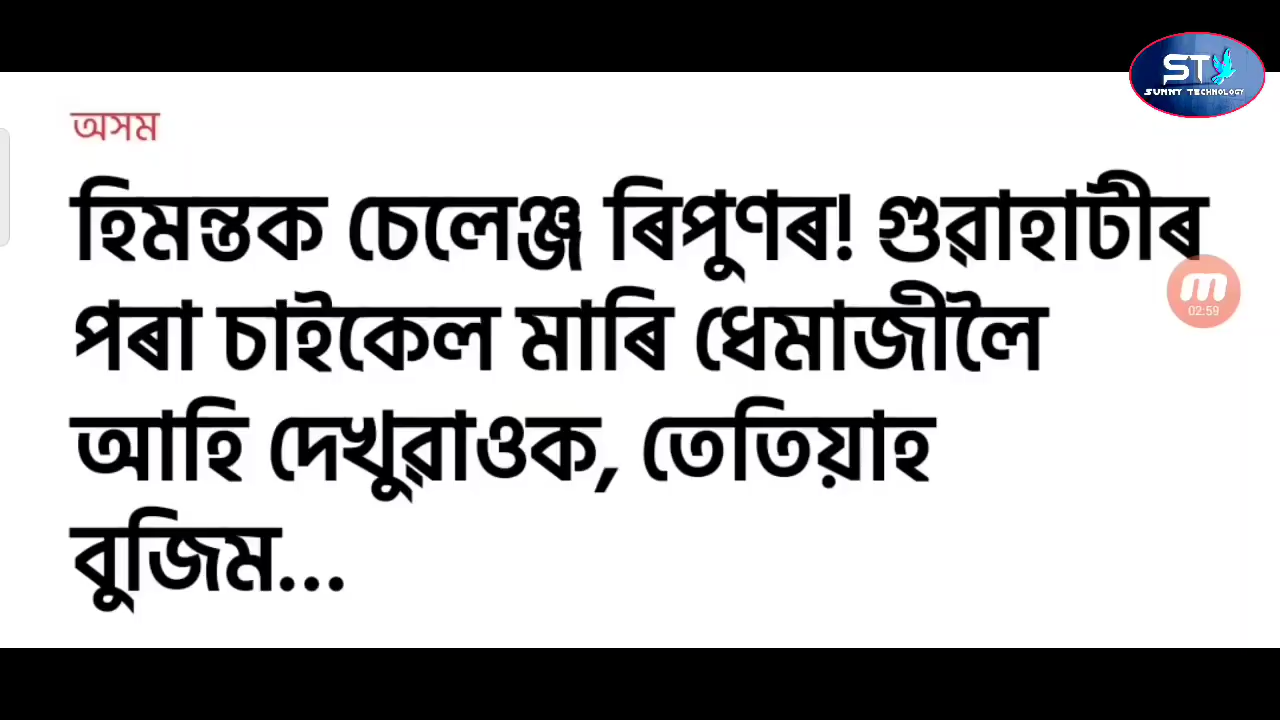 অসম
হিমন্তক চেলেঞ্জ ৰিপুণৰ! গুৱাহাটীৰ
পৰা চাইকেল মাৰি ধেমাজীলৈ
আহি দেখুৱাওক, তেতিয়াহ
বুজিম...
ST
SUNNY TECHNOLOGY
02:59